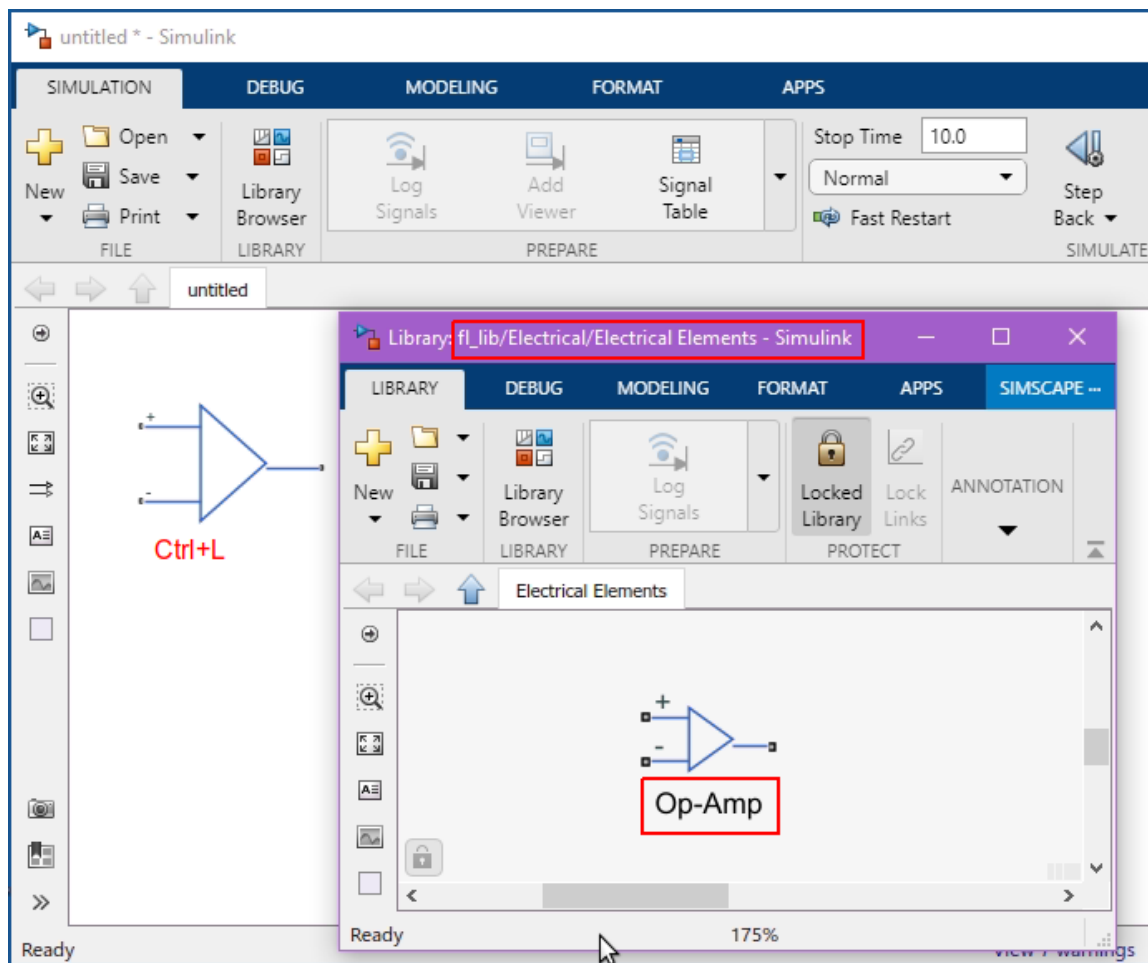 untitled * - Simulink
SIMULATION DEBUG MODELING FORMAT APPS
New
Open
Save
Print
FILE
Library
Browser
LIBRARY
Log
Signals
Add
Viewer
Signal
Table
PREPARE
Stop Time 10.0
Normal
Fast Restart
Step
Back
SIMULATE
untitled
+
-
Ctrl+L
Library: fl_lib/Electrical/Electrical Elements - Simulink
LIBRARY DEBUG MODELING FORMAT APPS SIMSCAPE ...
New
FILE
Library
Browser
LIBRARY
Log
Signals
PREPARE
Locked
Library
Lock
Links
PROTECT
ANNOTATION
Electrical Elements
+
-
Op-Amp
Ready 175%
Ready View 7 warnings